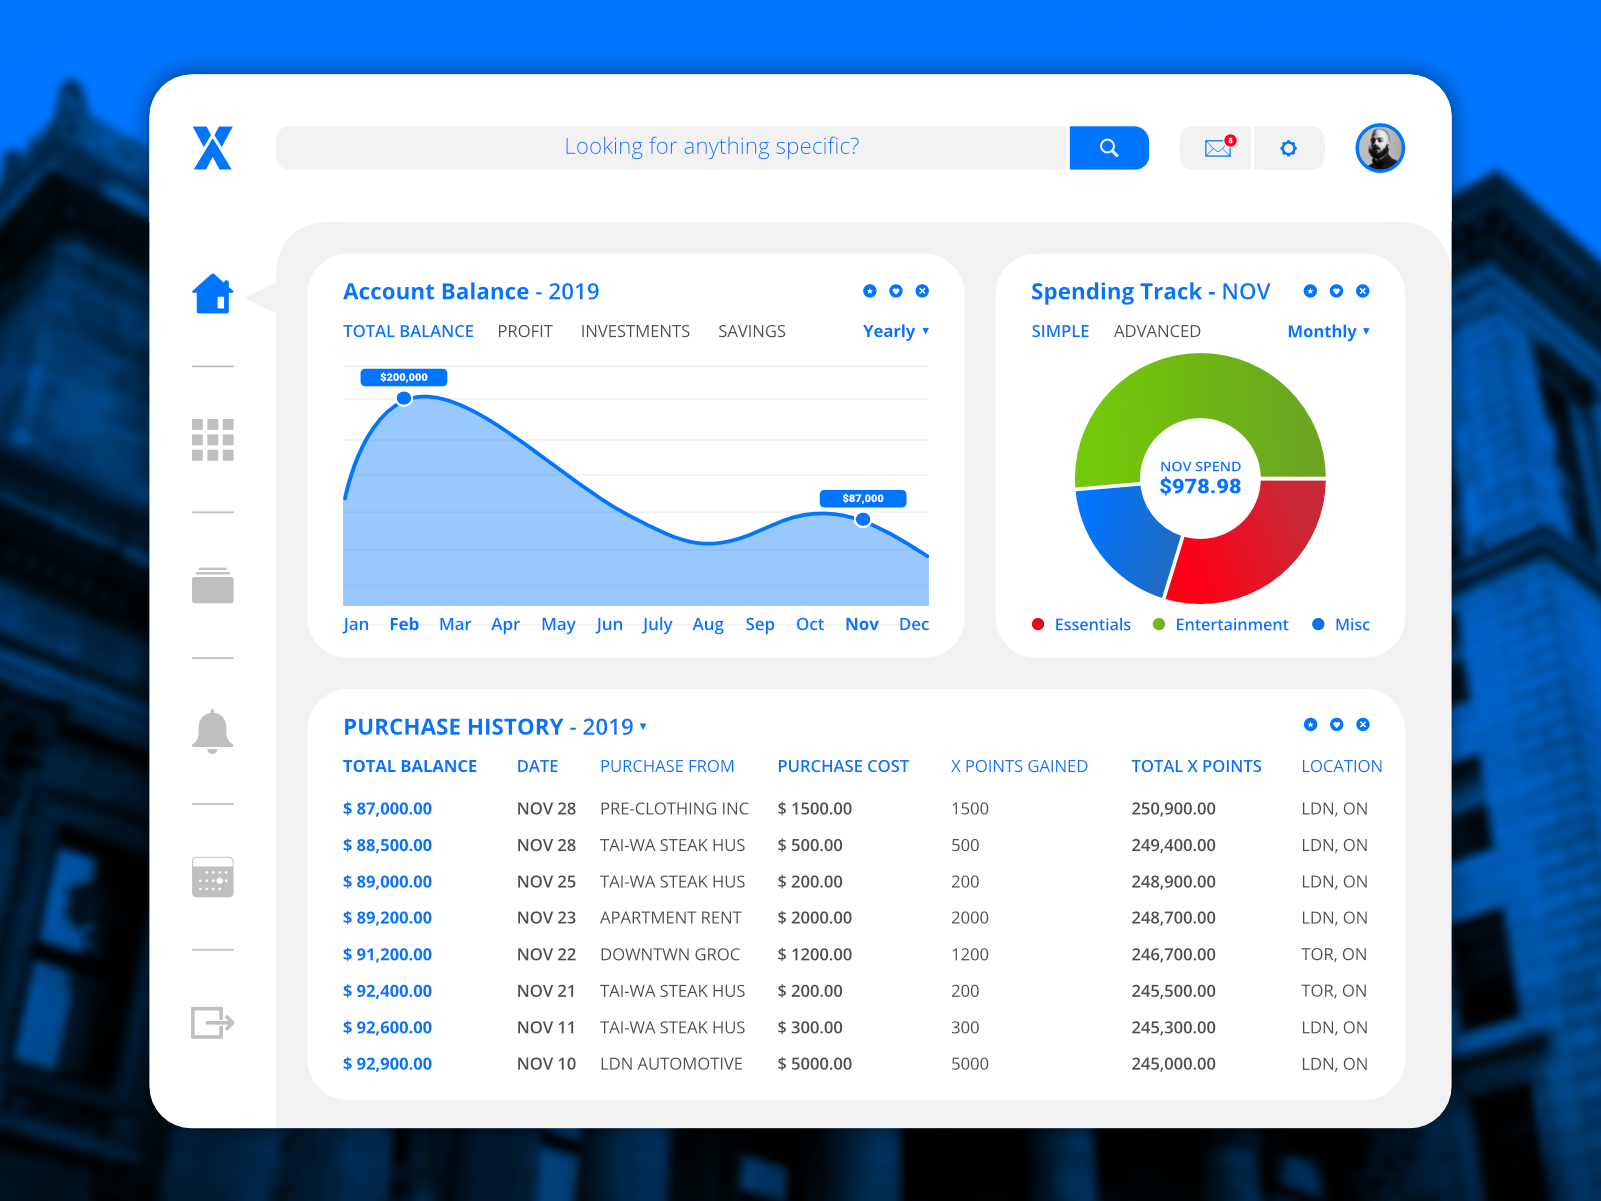 Looking for anything specific?
8
Account Balance - 2019
TOTAL BALANCE PROFIT INVESTMENTS SAVINGS Yearly
$200,000
$87,000
Jan Feb Mar Apr May Jun July Aug Sep Oct Nov Dec
Spending Track - NOV
SIMPLE ADVANCED Monthly
NOV SPEND
$978.98
Essentials Entertainment Misc
PURCHASE HISTORY - 2019
TOTAL BALANCE DATE PURCHASE FROM PURCHASE COST X POINTS GAINED TOTAL X POINTS LOCATION
$ 87,000.00 NOV 28 PRE-CLOTHING INC $ 1500.00 1500 250,900.00 LDN, ON
$ 88,500.00 NOV 28 TAI-WA STEAK HUS $ 500.00 500 249,400.00 LDN, ON
$ 89,000.00 NOV 25 TAI-WA STEAK HUS $ 200.00 200 248,900.00 LDN, ON
$ 89,200.00 NOV 23 APARTMENT RENT $ 2000.00 2000 248,700.00 LDN, ON
$ 91,200.00 NOV 22 DOWNTWN GROC $ 1200.00 1200 246,700.00 TOR, ON
$ 92,400.00 NOV 21 TAI-WA STEAK HUS $ 200.00 200 245,500.00 TOR, ON
$ 92,600.00 NOV 11 TAI-WA STEAK HUS $ 300.00 300 245,300.00 LDN, ON
$ 92,900.00 NOV 10 LDN AUTOMOTIVE $ 5000.00 5000 245,000.00 LDN, ON